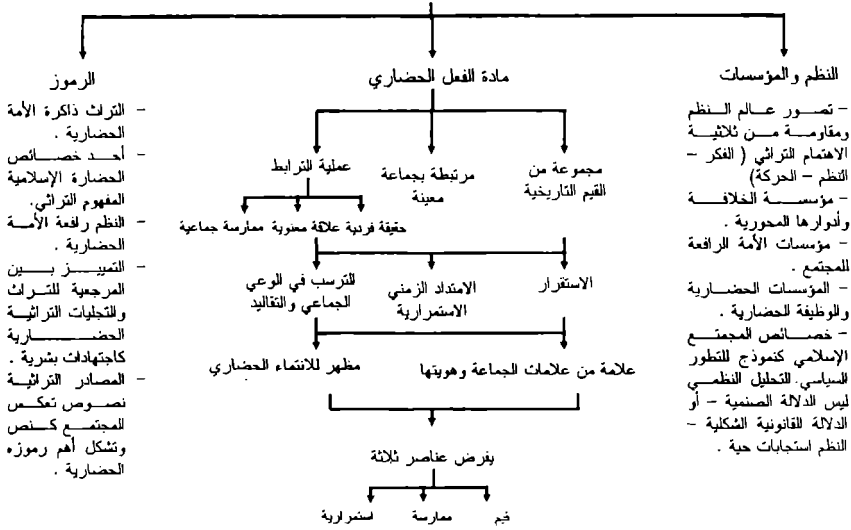 النظم والمؤسسات
- تصور عالم النظم
ومقاومة من ثلاثية
الاهتمام التراثي ( الفكر -
النظم - الحركة)
- مؤسسة الخلافة
وأدوارها المحورية .
- مؤسسات الأمة الرافعة
للمجتمع .
- المؤسسات الحضارية
والوظيفة الحضارية .
- خصائص المجتمع
الإسلامي كنموذج للتطور
السياسي. التحليل النظمي
ليس الدلالة الصنمية - أو
الدلالة القانونية الشكلية -
النظم استجابات حية .
مادة الفعل الحضاري
مجموعة من
القيم التاريخية
مرتبطة بجماعة
معينة
عملية الترابط
حقيقة فردية علاقة معنوية ممارسة جماعية
الاستقرار
الامتداد الزمني
الاستمرارية
الترسب في الوعي
الجماعي والتقاليد
علامة من علامات الجماعة وهويتها
مظهر للانتماء الحضاري
يفرض عناصر ثلاثة
قيم
ممارسة
استمرارية
الرموز
- التراث ذاكرة الأمة
الحضارية .
- أحد خصائص
الحضارة الإسلامية
المفهوم التراثي.
- النظم رافعة الأمة
الحضارية .
- التمييز بين
المرجعية للتراث
والتجليات التراثية
الحضارية
كاجتهادات بشرية .
- المصادر التراثية
نصوص تعكس
المجتمع كنص
وتشكل أهم رموزه
الحضارية .